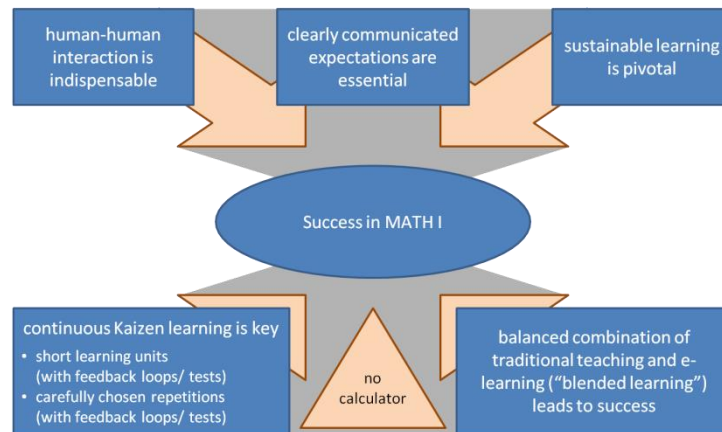 human-human
interaction is
indispensable
clearly communicated
expectations are
essential
sustainable learning
is pivotal
Success in MATH I
continuous Kaizen learning is key
• short learning units
(with feedback loops/ tests)
• carefully chosen repetitions
(with feedback loops/ tests)
no
calculator
balanced combination of
traditional teaching and e-
learning (“blended learning”)
leads to success